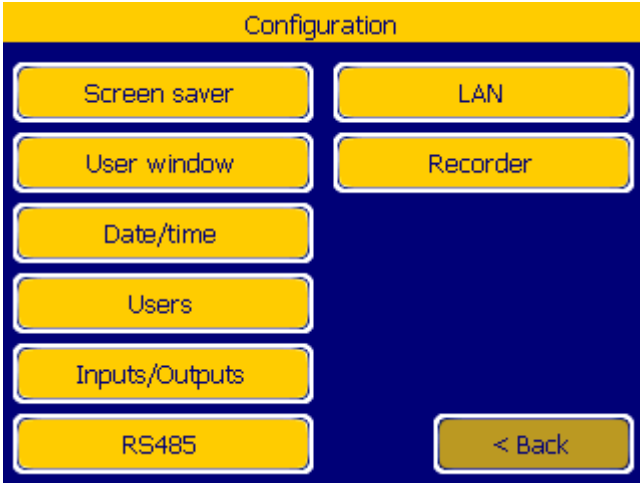 Configuration
Screen saver
LAN
User window
Recorder
Date/time
Users
Inputs/Outputs
RS485
< Back